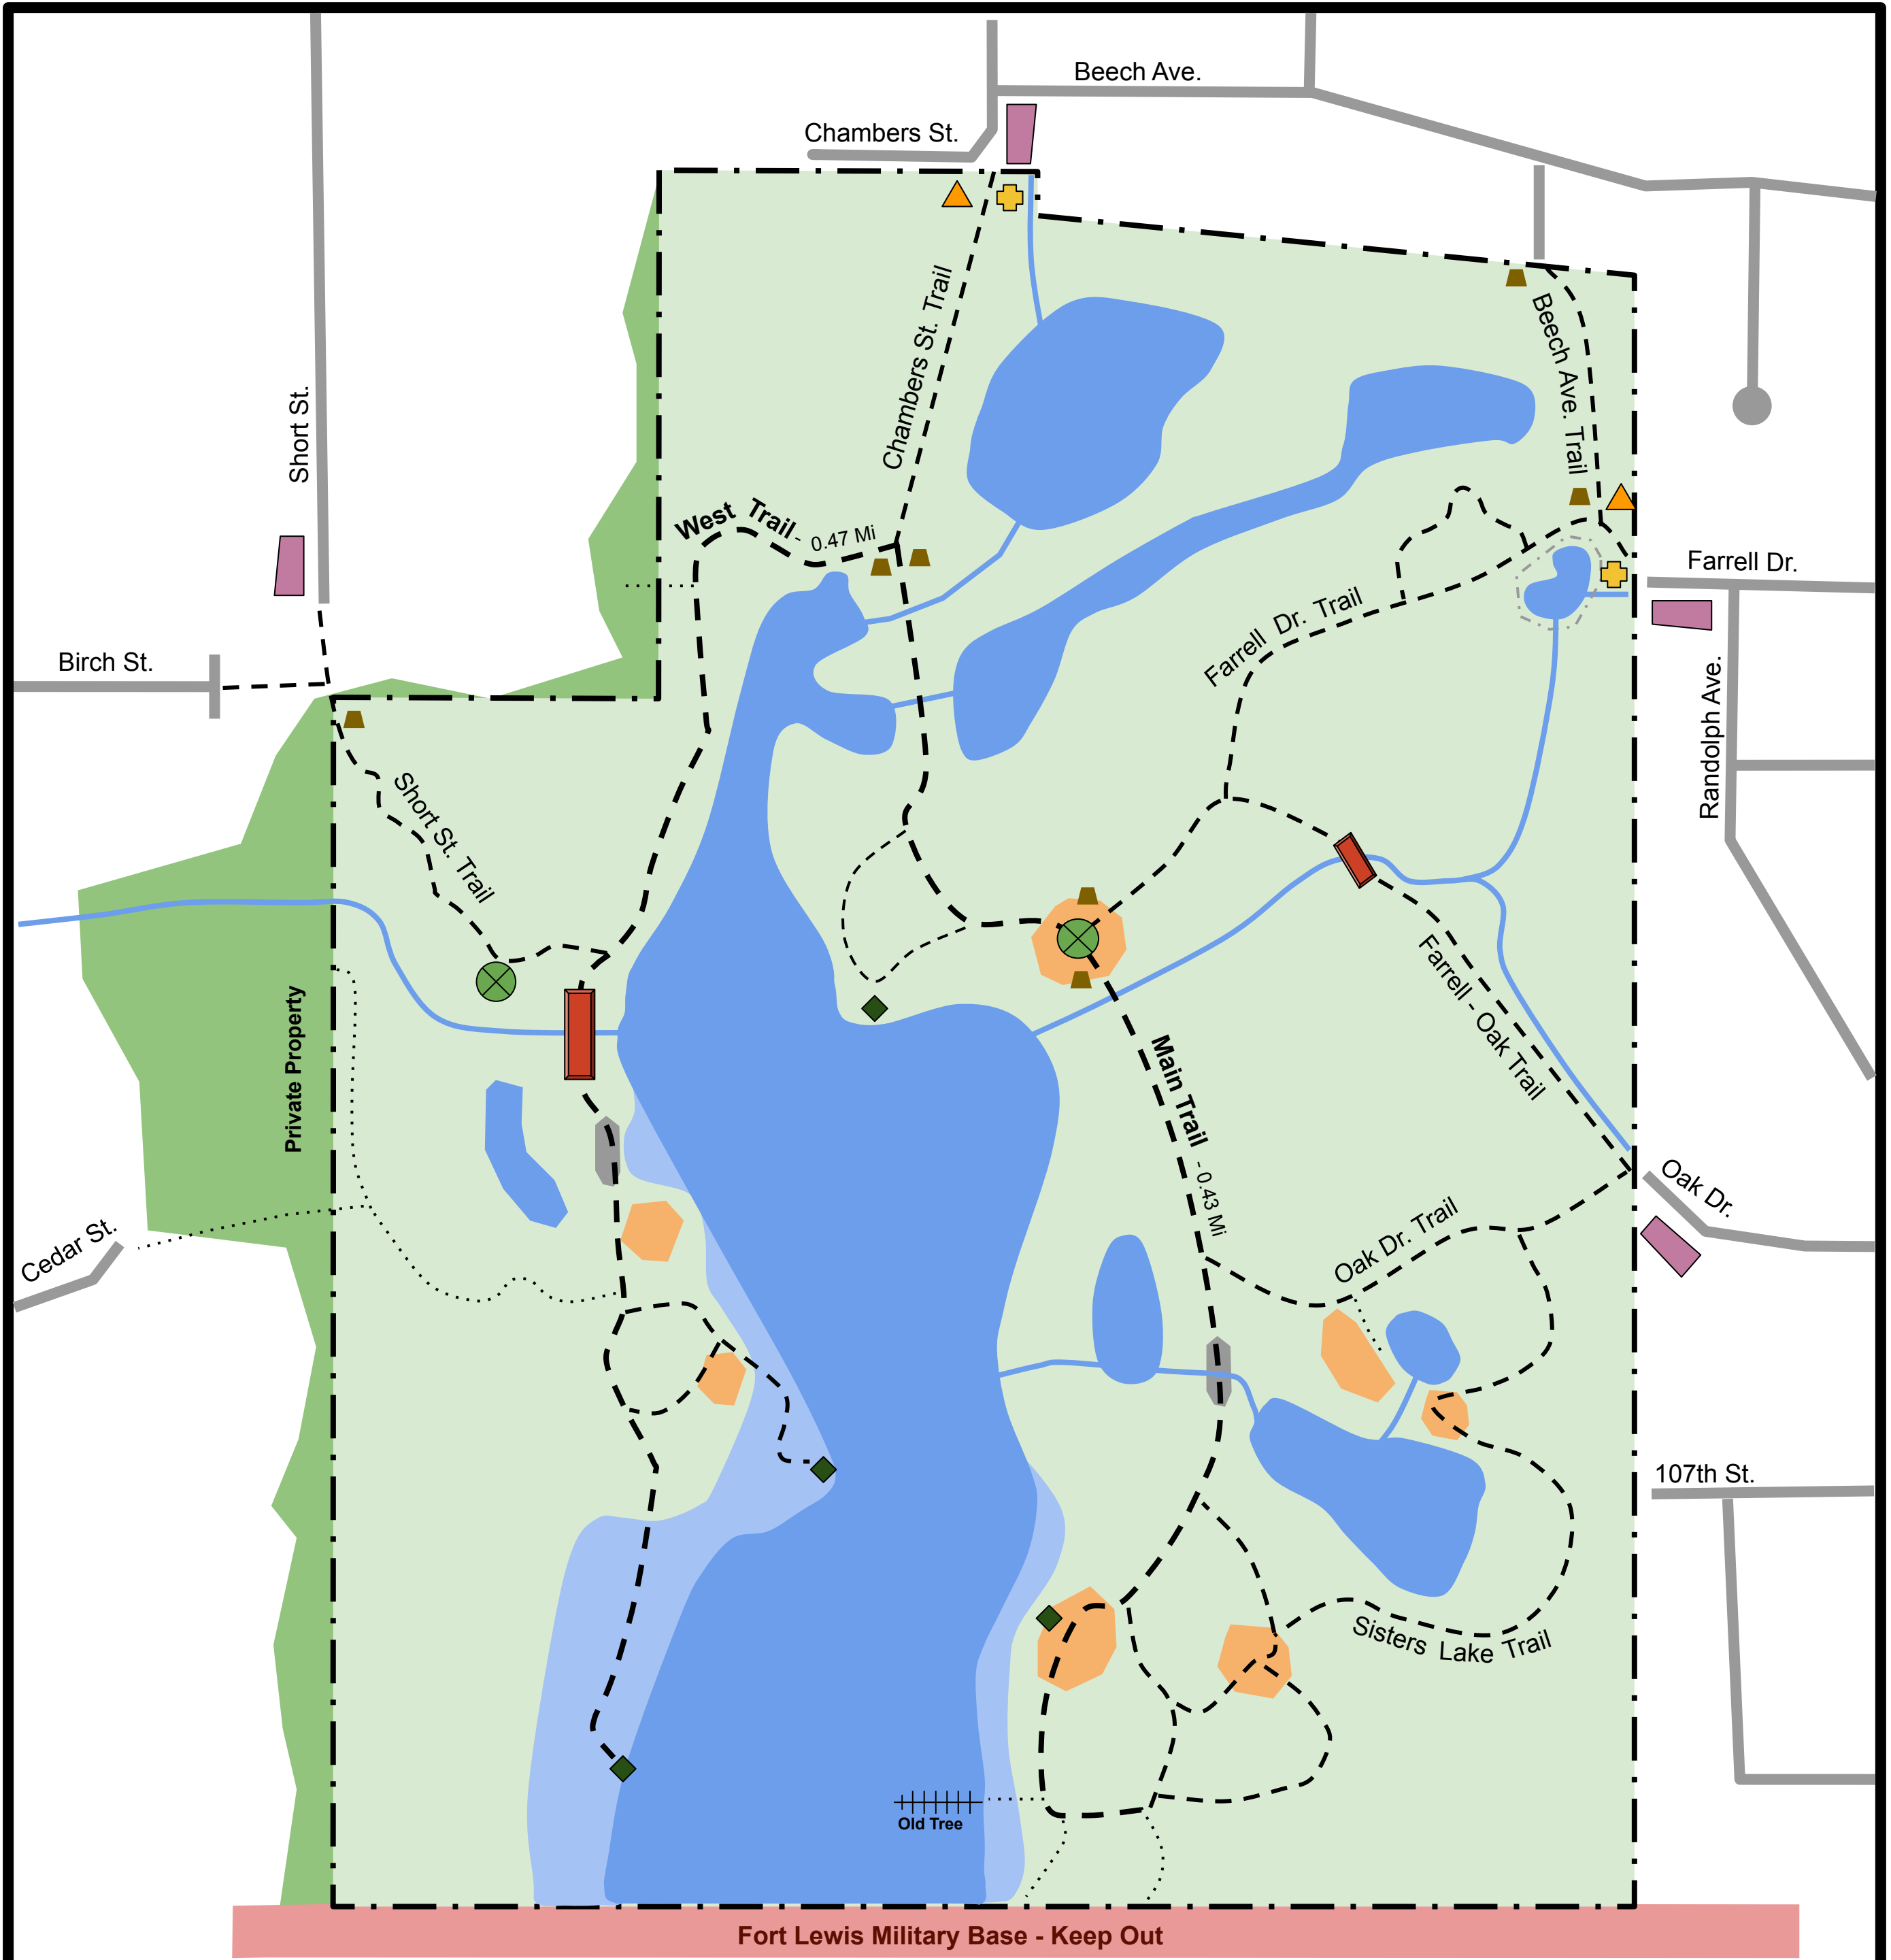 Beech Ave.
Chambers St.
Chambers St. Trail
Beech Ave. Trail
Short St.
West Trail - 0.47 Mi
Farrell Dr.
Farrell Dr. Trail
Birch St.
Randolph Ave.
Short St. Trail
Private Property
Farrell - Oak Trail
Main Trail - 0.43 Mi
Oak Dr.
Oak Dr. Trail
Cedar St.
107th St.
Sisters Lake Trail
Old Tree
Fort Lewis Military Base - Keep Out